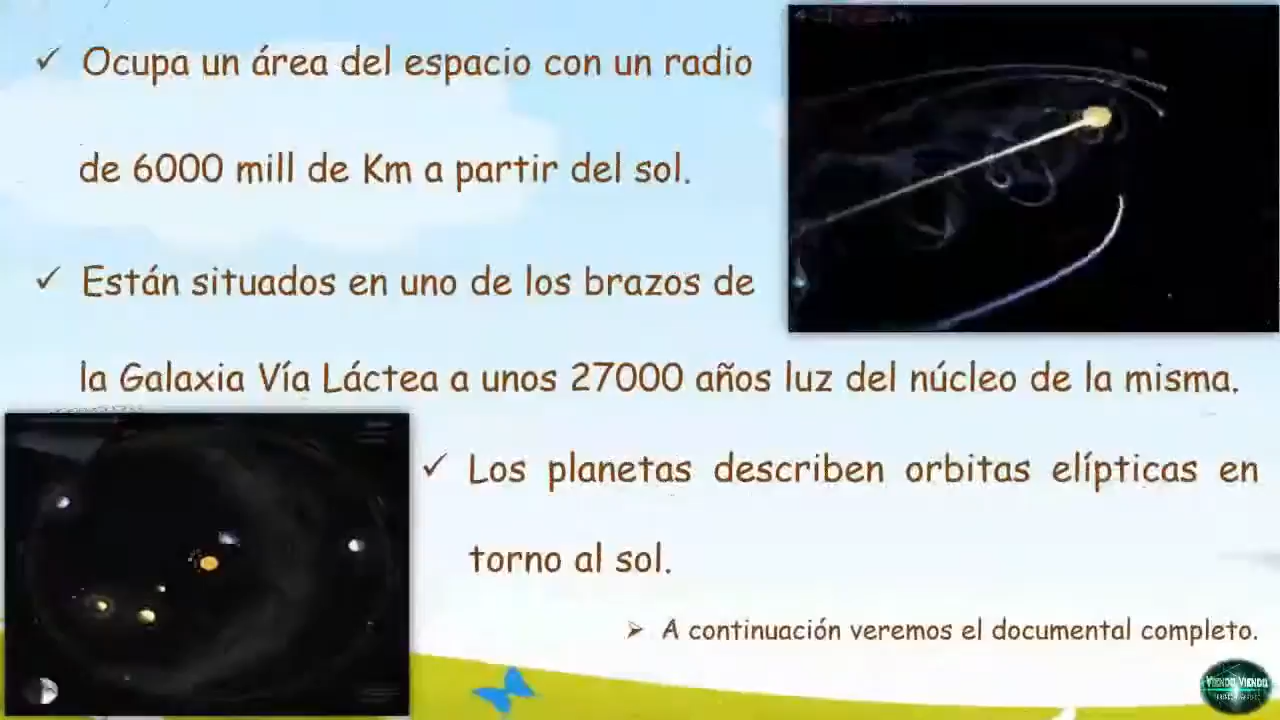 ✓ Ocupa un área del espacio con un radio
de 6000 mill de Km a partir del sol.
✓ Están situados en uno de los brazos de
la Galaxia Vía Láctea a unos 27000 años luz del núcleo de la misma.
✓ Los planetas describen orbitas elípticas en
torno al sol.
➢ A continuación veremos el documental completo.
VIENDO VIENDO